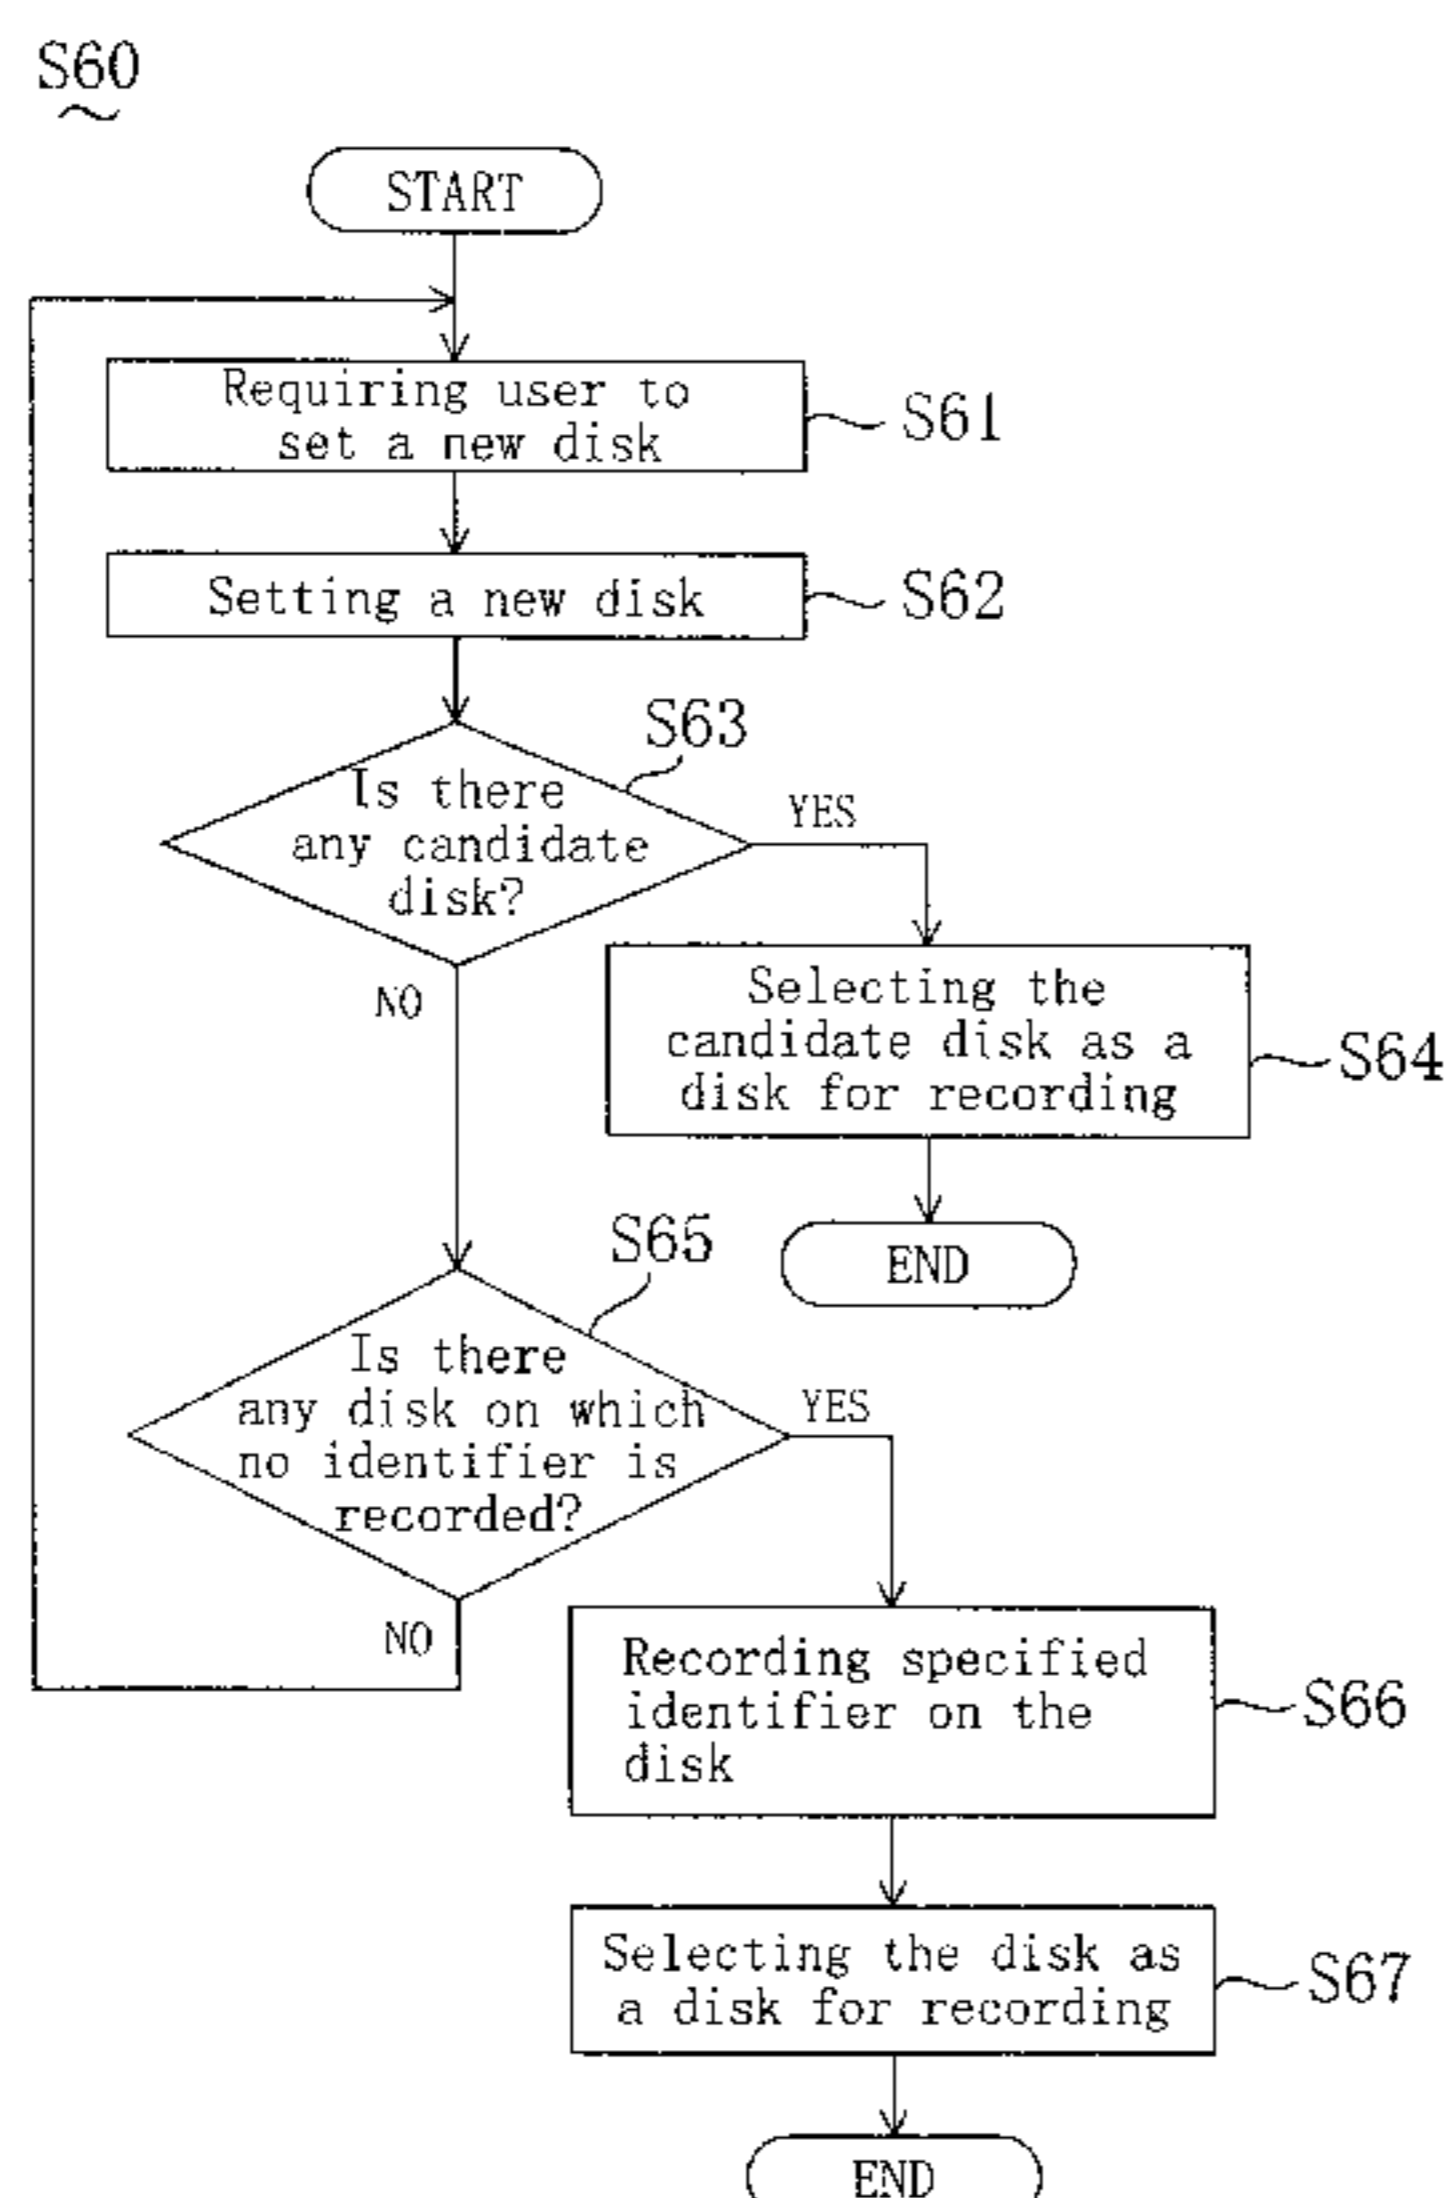 S60
START
Requiring user to
set a new disk
S61
Setting a new disk
S62
S63
Is there
any candidate
disk?
YES
NO
Selecting the
candidate disk as a
disk for recording
S64
END
S65
Is there
any disk on which
no identifier is
recorded?
YES
NO
Recording specified
identifier on the
disk
S66
Selecting the disk as
a disk for recording
S67
END